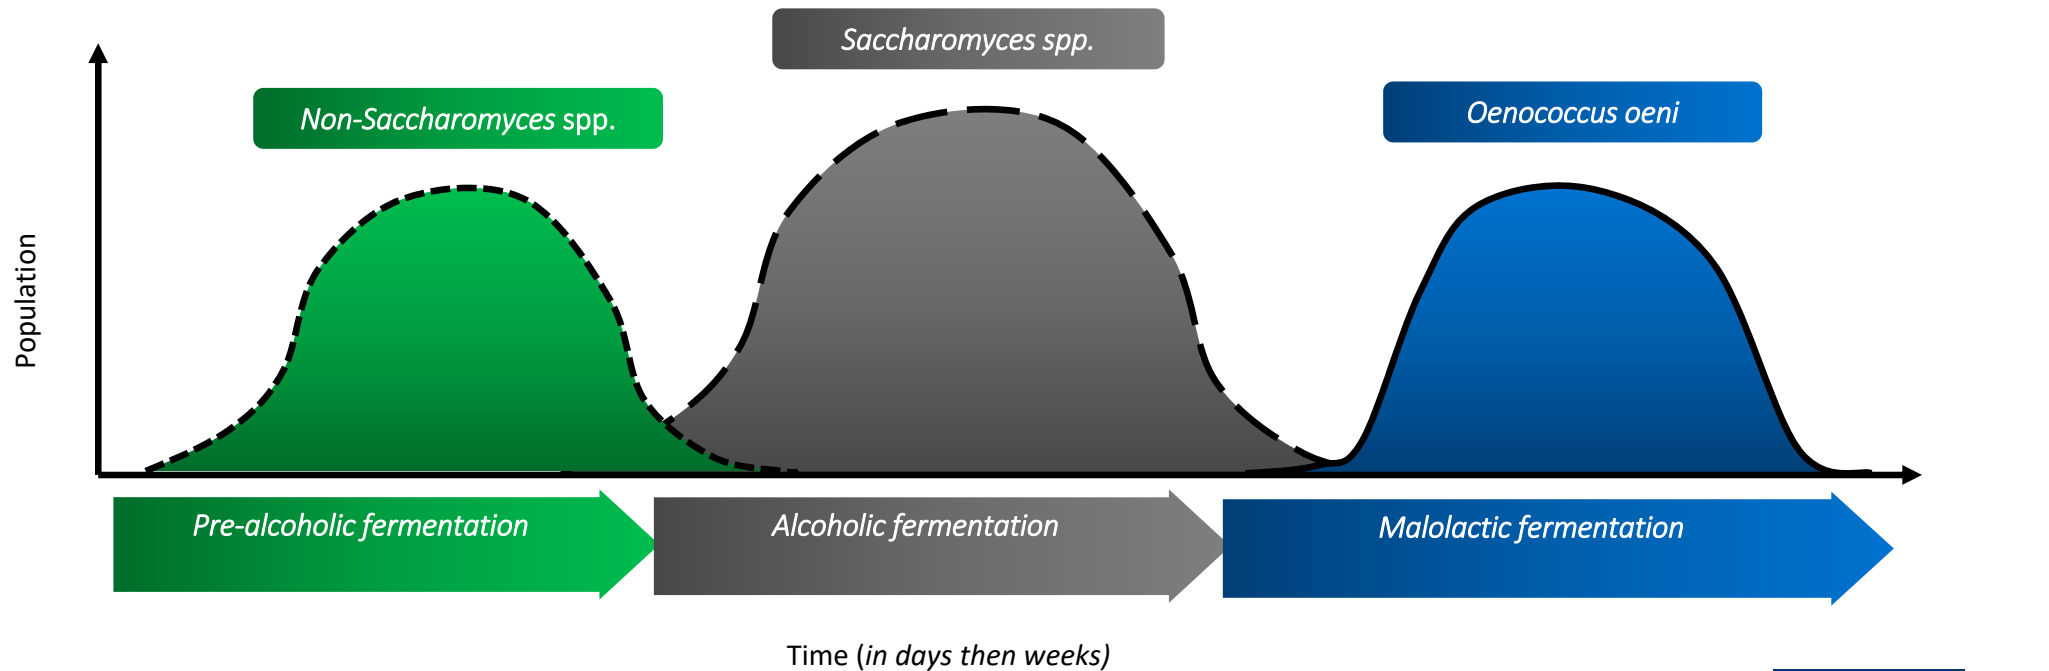 Saccharomyces spp.
Non-Saccharomyces spp.
Oenococcus oeni
Population
Pre-alcoholic fermentation
Alcoholic fermentation
Malolactic fermentation
Time (in days then weeks)